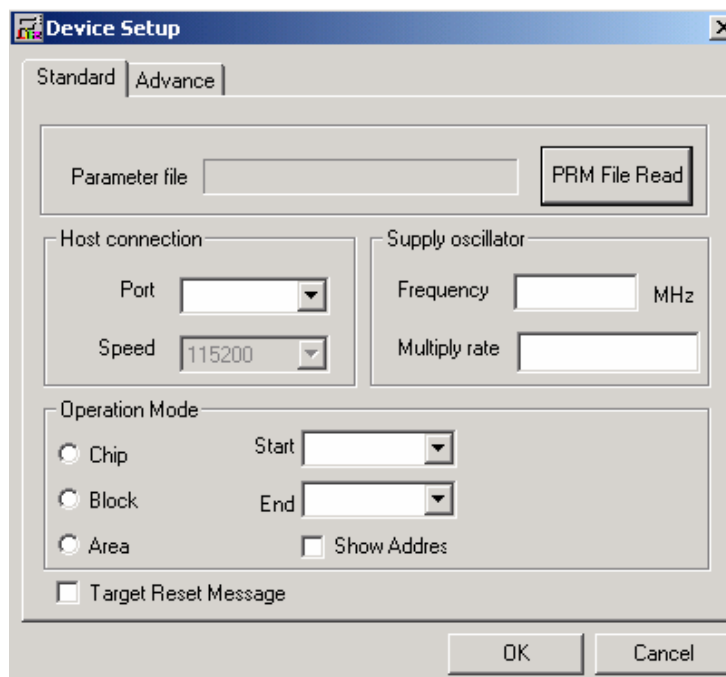 Device Setup
Standard
Advance
Parameter file
PRM File Read
Host connection
Port
Speed
115200
Supply oscillator
Frequency
MHz
Multiply rate
Operation Mode
Chip
Block
Area
Start
End
Show Addres
Target Reset Message
OK
Cancel